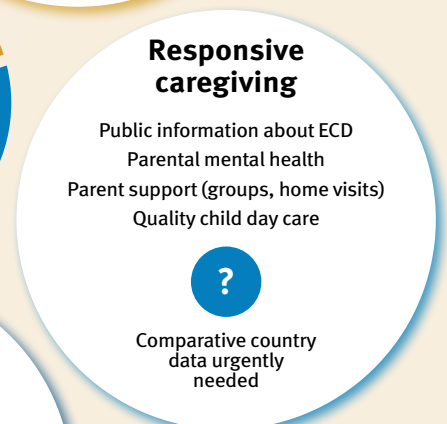 Responsive
caregiving
Public information about ECD
Parental mental health
Parent support (groups, home visits)
Quality child day care
?
Comparative country
data urgently
needed